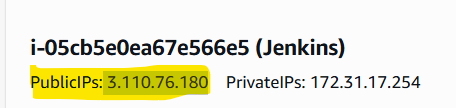 i-05cb5e0ea67e566e5 (Jenkins)
PublicIPs: 3.110.76.180 PrivateIPs: 172.31.17.254